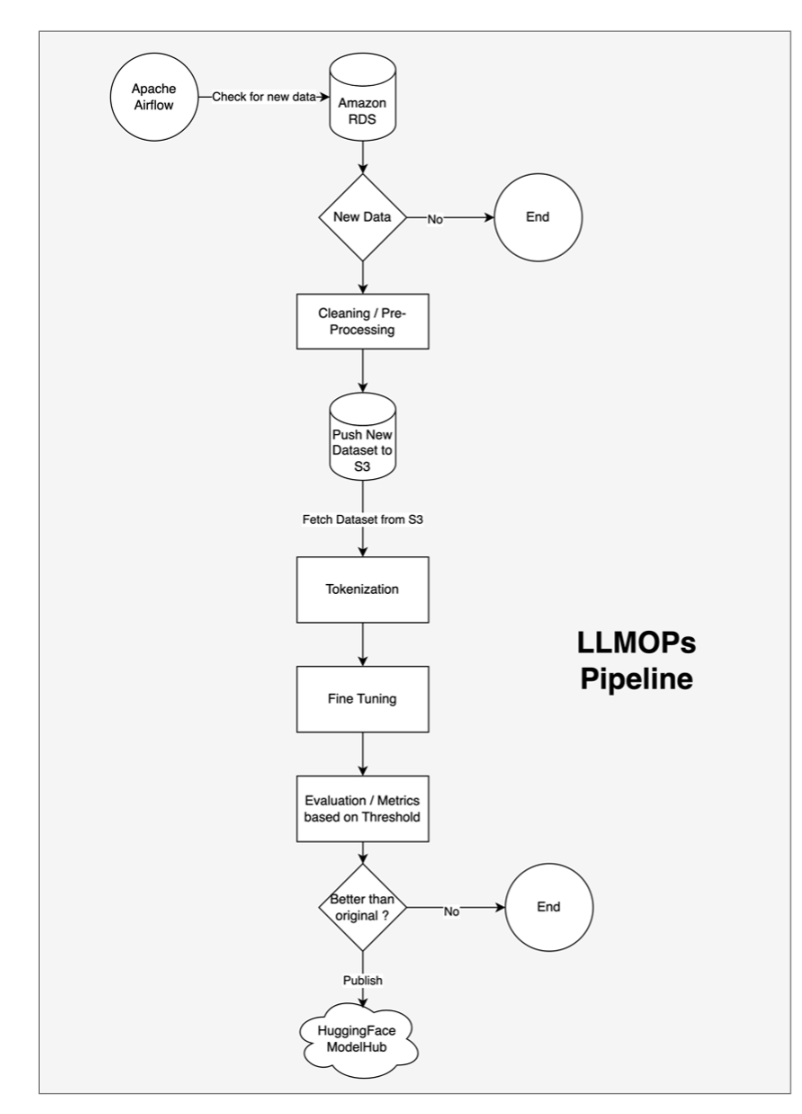 Apache
Airflow
Check for new data
Amazon
RDS
New Data
No
End
Cleaning / Pre-
Processing
Push New
Dataset to
S3
Fetch Dataset from S3
Tokenization
LLMOPs
Pipeline
Fine Tuning
Evaluation / Metrics
based on Threshold
Better than
original ?
No
End
Publish
HuggingFace
ModelHub